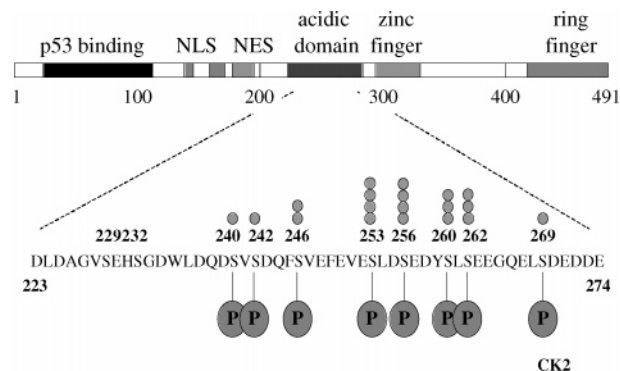 acidic zinc ring
p53 binding NLS NES domain finger finger
1 100 200 300 400 491
229232 240 242 246 253 256 260 262 269
DLDAGVSEHSGDWLDQDSVSDQFSVEFEVESLDSEDYSLSEEGQELSDEDDE
223 274
P P P P P P P P
CK2